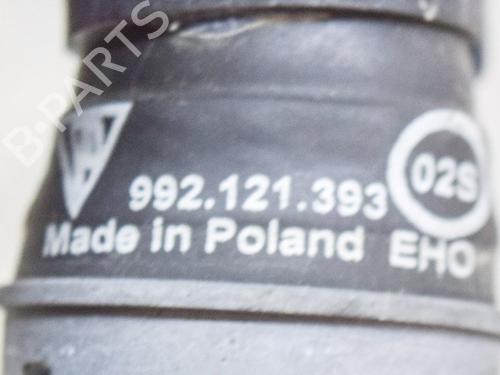 B-PARTS
992.121.393
02S
Made in Poland EHO